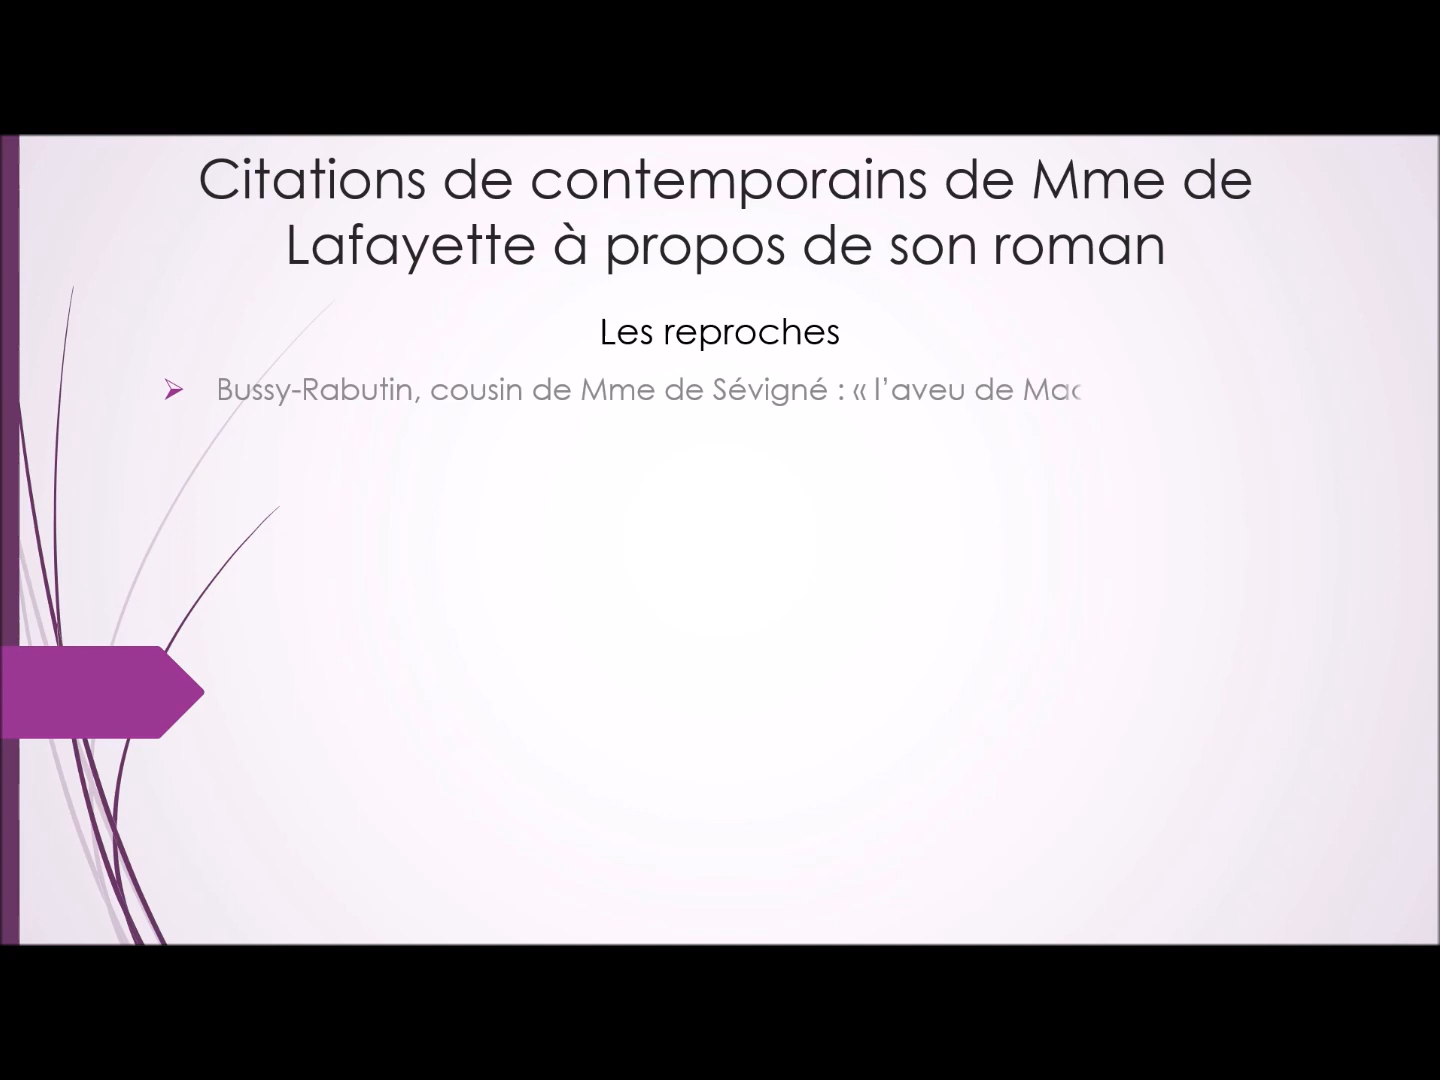 Citations de contemporains de Mme de
Lafayette à propos de son roman
Les reproches
Bussy-Rabutin, cousin de Mme de Sévigné : « l’aveu de